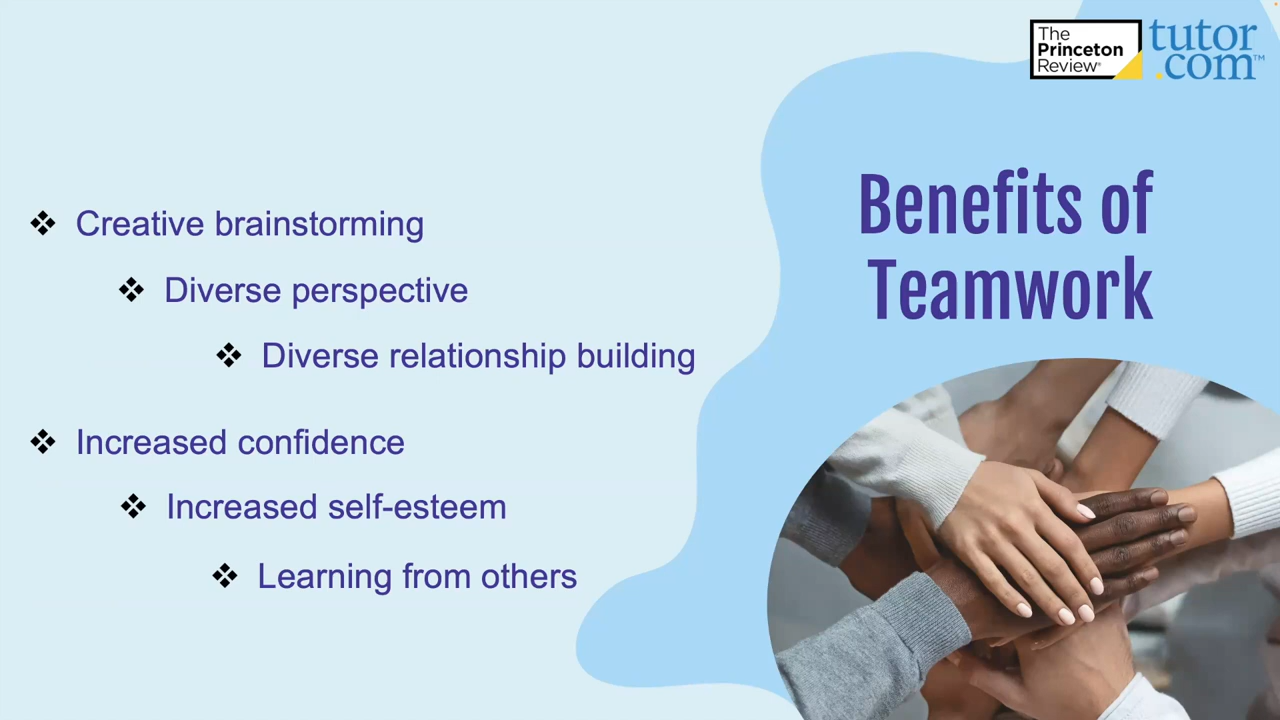 The
Princeton
Review®
tutor
.com™
Benefits of
Teamwork
❖ Creative brainstorming
❖ Diverse perspective
❖ Diverse relationship building
❖ Increased confidence
❖ Increased self-esteem
❖ Learning from others